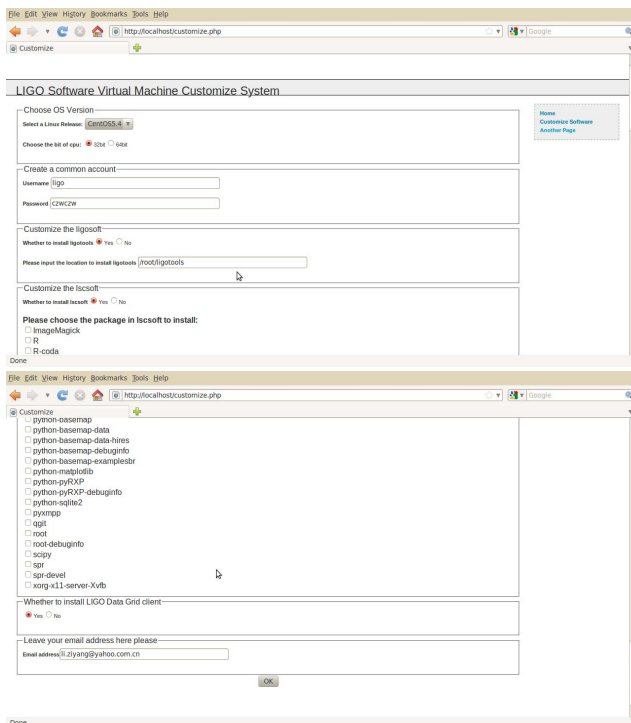 File Edit View History Bookmarks Tools Help
http://localhost/customize.php
Google
Customize
LIGO Software Virtual Machine Customize System
Choose OS Version
Select a Linux Release: CentOS5.4
Choose the bit of cpu: 32bit 64bit
Home
Customize Software
Another Page
Create a common account
Username ligo
Password czwczw
Customize the ligosoft
Whether to install ligotools Yes No
Please input the location to install ligotools /root/ligotools
Customize the lscsoft
Whether to install lscsoft Yes No
Please choose the package in lscsoft to install:
ImageMagick
R
R-coda
Done
File Edit View History Bookmarks Tools Help
http://localhost/customize.php
Google
Customize
python-basemap
python-basemap-data
python-basemap-data-hires
python-basemap-debuginfo
python-basemap-examplesbr
python-matplotlib
python-pyRXP
python-pyRXP-debuginfo
python-sqlite2
pyxmpp
qgit
root
root-debuginfo
scipy
spr
spr-devel
xorg-x11-server-Xvfb
Whether to install LIGO Data Grid client
Yes No
Leave your email address here please
Email address li.ziyang@yahoo.com.cn
OK
Done